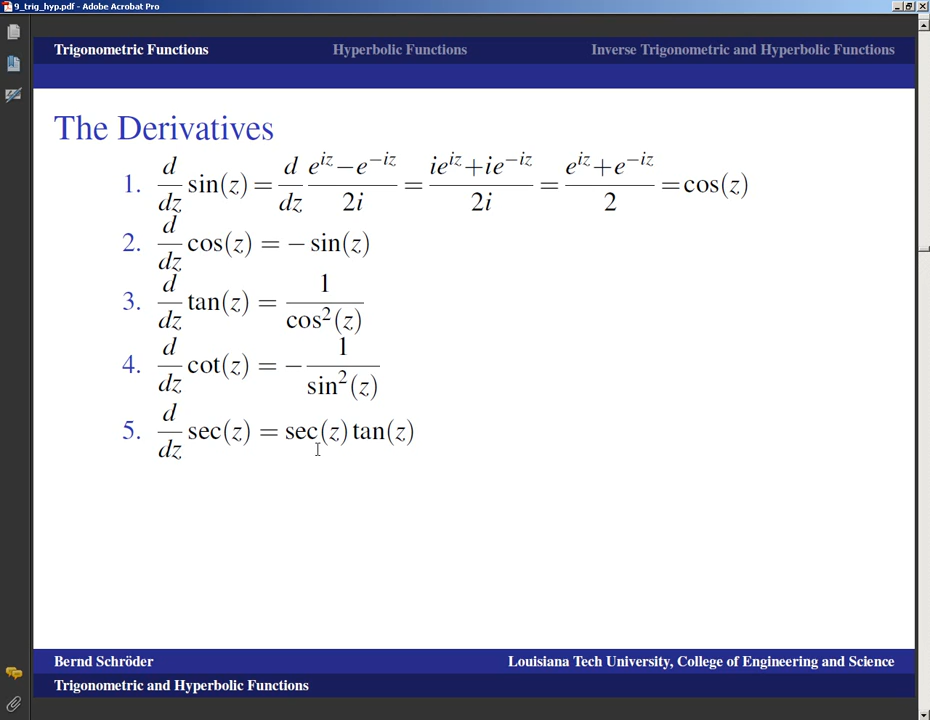 9_trig_hyp.pdf - Adobe Acrobat Pro
Trigonometric Functions Hyperbolic Functions Inverse Trigonometric and Hyperbolic Functions
The Derivatives
1. d/dz sin(z) = d/dz (e^{iz} − e^{−iz})/2i = (ie^{iz} + ie^{−iz})/2i = (e^{iz} + e^{−iz})/2 = cos(z)
2. d/dz cos(z) = − sin(z)
3. d/dz tan(z) = 1/cos²(z)
4. d/dz cot(z) = − 1/sin²(z)
5. d/dz sec(z) = sec(z) tan(z)
Bernd Schröder Louisiana Tech University, College of Engineering and Science
Trigonometric and Hyperbolic Functions